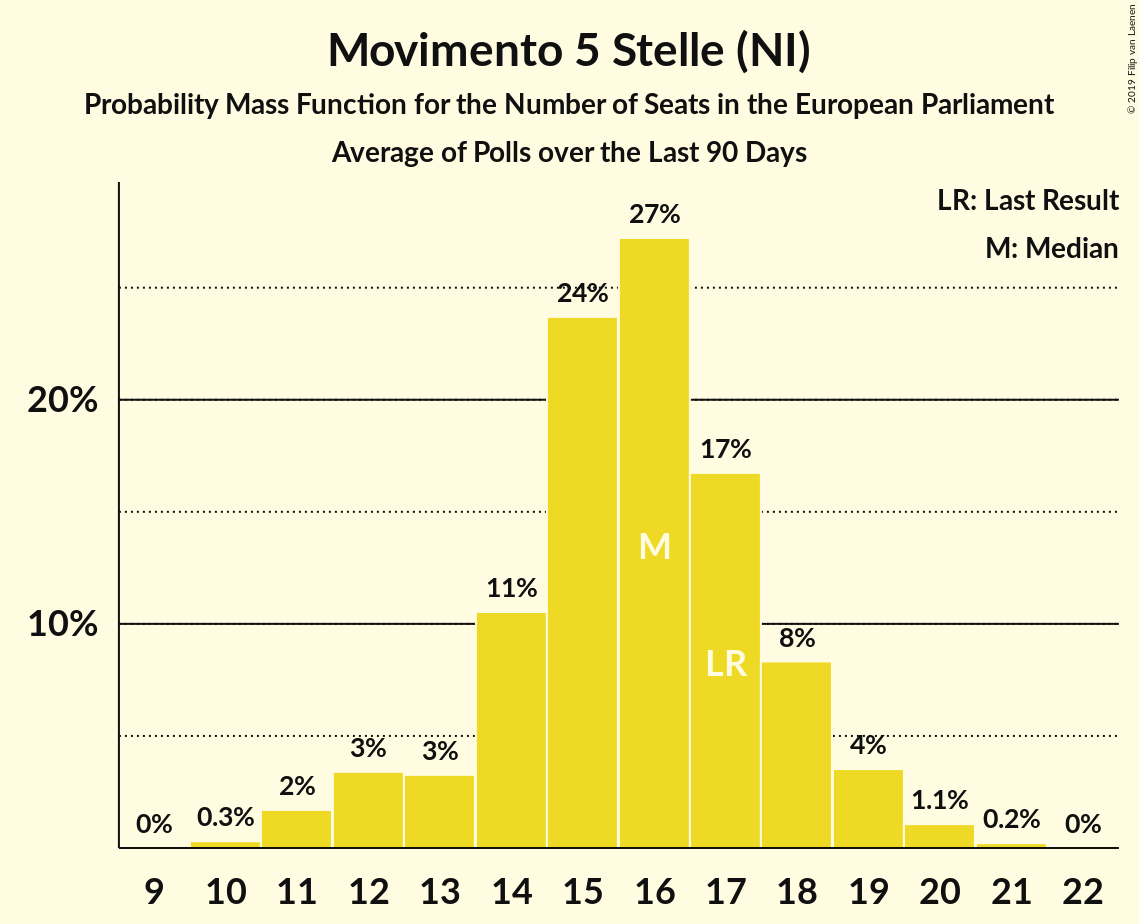 Movimento 5 Stelle (NI)
Probability Mass Function for the Number of Seats in the European Parliament
Average of Polls over the Last 90 Days
© 2019 Filip van Laenen
LR: Last Result
M: Median
20%
10%
0%
0.3%
2%
3%
3%
11%
24%
27%
17%
8%
4%
1.1%
0.2%
0%
M
LR
9 10 11 12 13 14 15 16 17 18 19 20 21 22